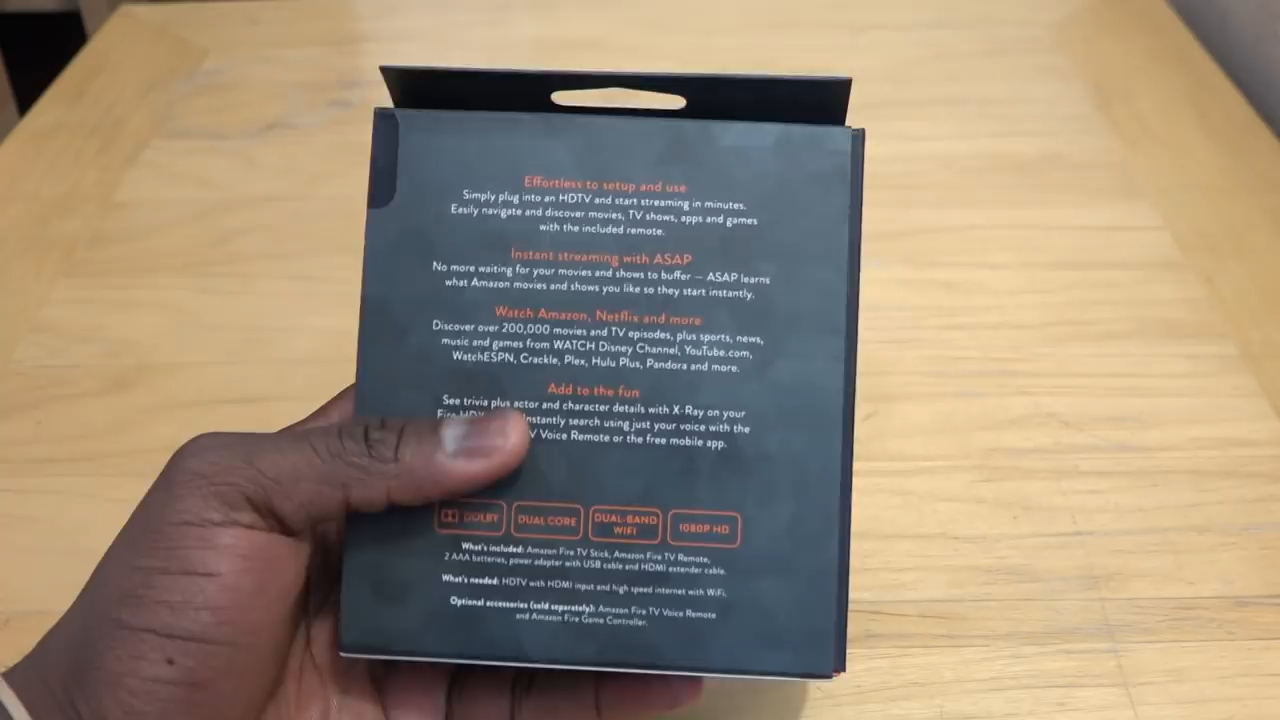 Effortless to setup and use
Simply plug into an HDTV and start streaming in minutes.
Easily navigate and discover movies, TV shows, apps and games
with the included remote.
Instant streaming with ASAP
No more waiting for your movies and shows to buffer — ASAP learns
what Amazon movies and shows you like so they start instantly.
Watch Amazon, Netflix and more
Discover over 200,000 movies and TV episodes, plus sports, news,
music and games from WATCH Disney Channel, YouTube.com,
WatchESPN, Crackle, Plex, Hulu Plus, Pandora and more.
Add to the fun
See trivia plus actor and character details with X-Ray on your
Fire HDX instantly search using just your voice with the
TV Voice Remote or the free mobile app.
DOLBY
DUAL CORE
DUAL-BAND
WIFI
1080P HD
What's included: Amazon Fire TV Stick, Amazon Fire TV Remote,
2 AAA batteries, power adapter with USB cable and HDMI extender cable.
What's needed: HDTV with HDMI input and high speed internet with WiFi.
Optional accessories (sold separately): Amazon Fire TV Voice Remote
and Amazon Fire Game Controller.